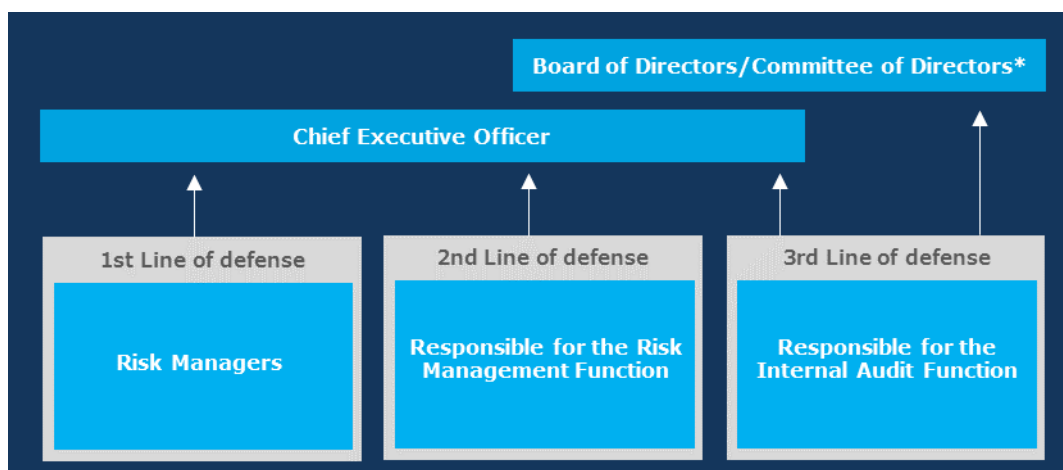 Board of Directors/Committee of Directors*
Chief Executive Officer
1st Line of defense
Risk Managers
2nd Line of defense
Responsible for the Risk
Management Function
3rd Line of defense
Responsible for the
Internal Audit Function